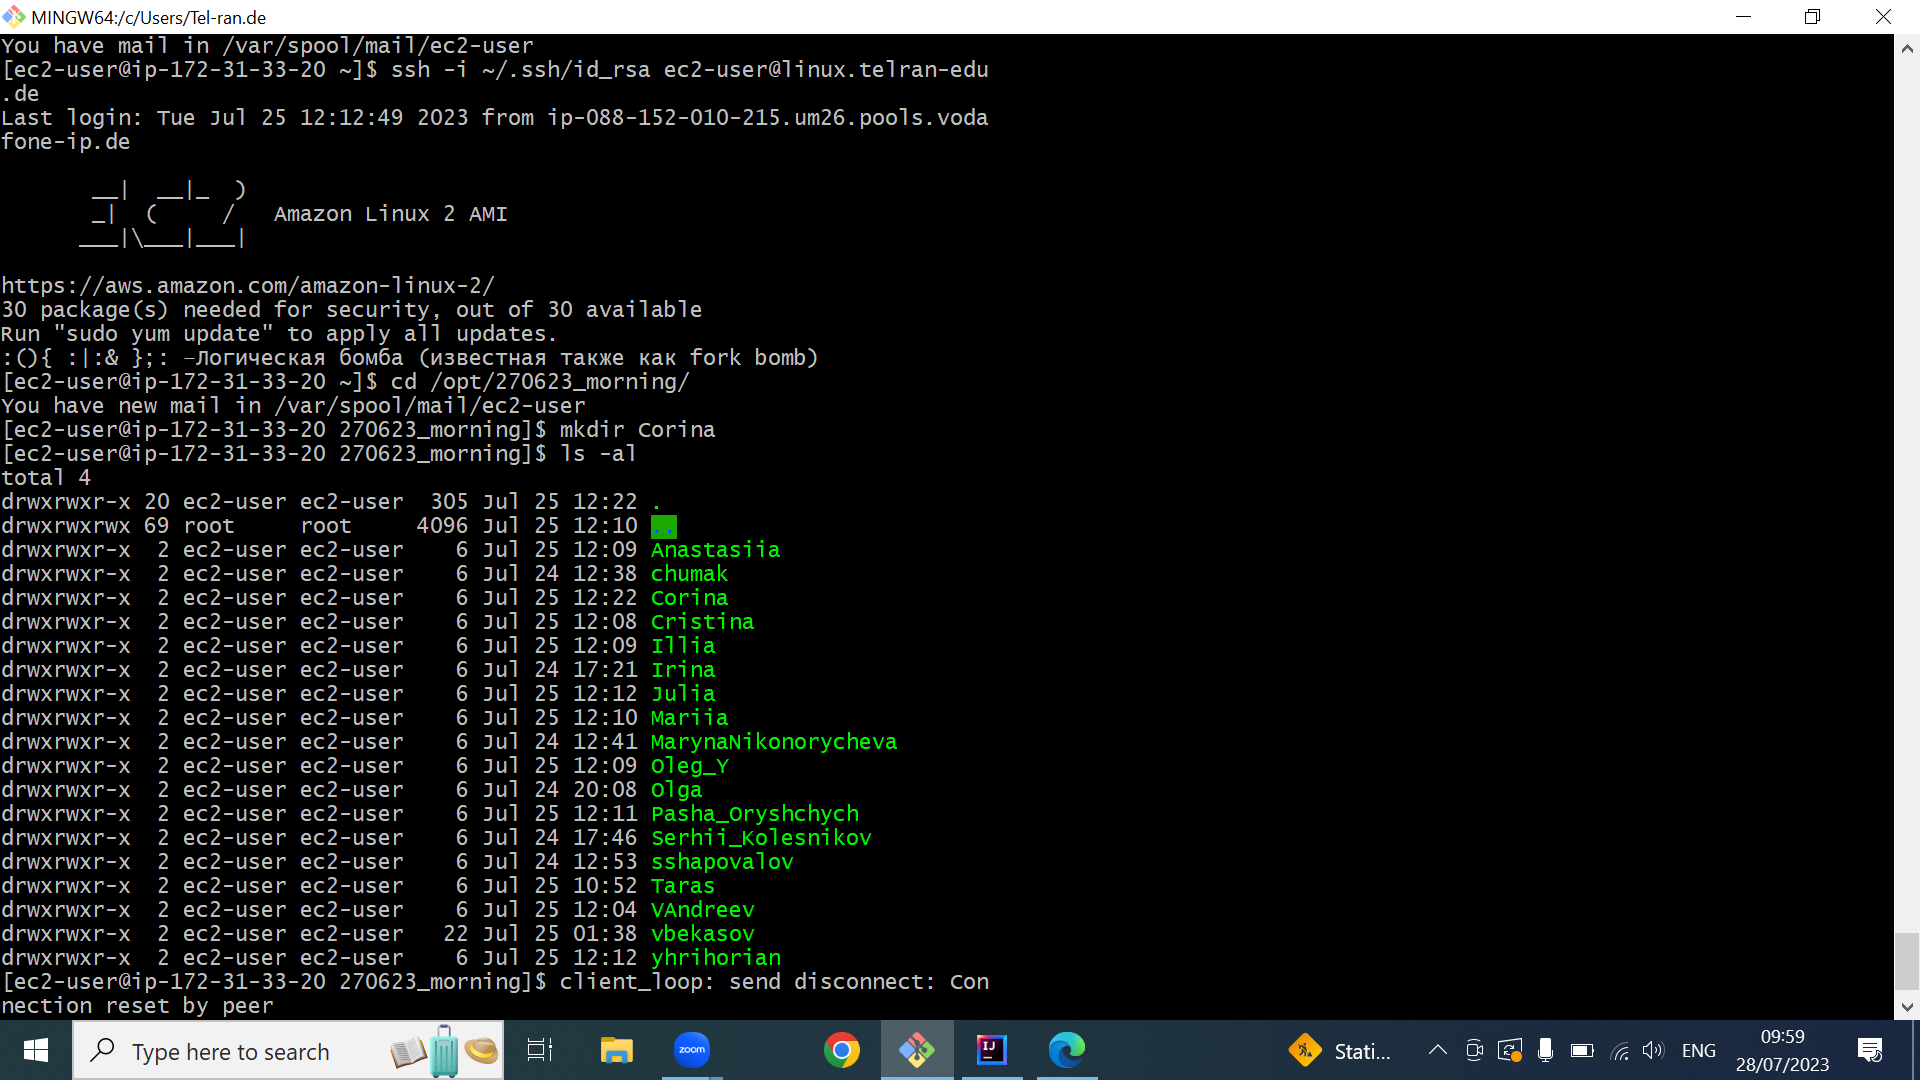 MINGW64:/c/Users/Tel-ran.de
You have mail in /var/spool/mail/ec2-user
[ec2-user@ip-172-31-33-20 ~]$ ssh -i ~/.ssh/id_rsa ec2-user@linux.telran-edu
.de
Last login: Tue Jul 25 12:12:49 2023 from ip-088-152-010-215.um26.pools.voda
fone-ip.de
       __|  __|_  )
       _|  (     /   Amazon Linux 2 AMI
      ___|\___|___|
https://aws.amazon.com/amazon-linux-2/
30 package(s) needed for security, out of 30 available
Run "sudo yum update" to apply all updates.
:(){ :|:& };: -Логическая бомба (известная также как fork bomb)
[ec2-user@ip-172-31-33-20 ~]$ cd /opt/270623_morning/
You have new mail in /var/spool/mail/ec2-user
[ec2-user@ip-172-31-33-20 270623_morning]$ mkdir Corina
[ec2-user@ip-172-31-33-20 270623_morning]$ ls -al
total 4
drwxrwxr-x 20 ec2-user ec2-user  305 Jul 25 12:22 .
drwxrwxrwx 69 root     root     4096 Jul 25 12:10 ..
drwxrwxr-x  2 ec2-user ec2-user    6 Jul 25 12:09 Anastasiia
drwxrwxr-x  2 ec2-user ec2-user    6 Jul 24 12:38 chumak
drwxrwxr-x  2 ec2-user ec2-user    6 Jul 25 12:22 Corina
drwxrwxr-x  2 ec2-user ec2-user    6 Jul 25 12:08 Cristina
drwxrwxr-x  2 ec2-user ec2-user    6 Jul 25 12:09 Illia
drwxrwxr-x  2 ec2-user ec2-user    6 Jul 24 17:21 Irina
drwxrwxr-x  2 ec2-user ec2-user    6 Jul 25 12:12 Julia
drwxrwxr-x  2 ec2-user ec2-user    6 Jul 25 12:10 Mariia
drwxrwxr-x  2 ec2-user ec2-user    6 Jul 24 12:41 MarynaNikonorycheva
drwxrwxr-x  2 ec2-user ec2-user    6 Jul 25 12:09 Oleg_Y
drwxrwxr-x  2 ec2-user ec2-user    6 Jul 24 20:08 Olga
drwxrwxr-x  2 ec2-user ec2-user    6 Jul 25 12:11 Pasha_Oryshchych
drwxrwxr-x  2 ec2-user ec2-user    6 Jul 24 17:46 Serhii_Kolesnikov
drwxrwxr-x  2 ec2-user ec2-user    6 Jul 24 12:53 sshapovalov
drwxrwxr-x  2 ec2-user ec2-user    6 Jul 25 10:52 Taras
drwxrwxr-x  2 ec2-user ec2-user    6 Jul 25 12:04 VAndreev
drwxrwxr-x  2 ec2-user ec2-user   22 Jul 25 01:38 vbekasov
drwxrwxr-x  2 ec2-user ec2-user    6 Jul 25 12:12 yhrihorian
[ec2-user@ip-172-31-33-20 270623_morning]$ client_loop: send disconnect: Con
nection reset by peer
Type here to search
zoom
IJ
Stati...
ENG
09:59
28/07/2023